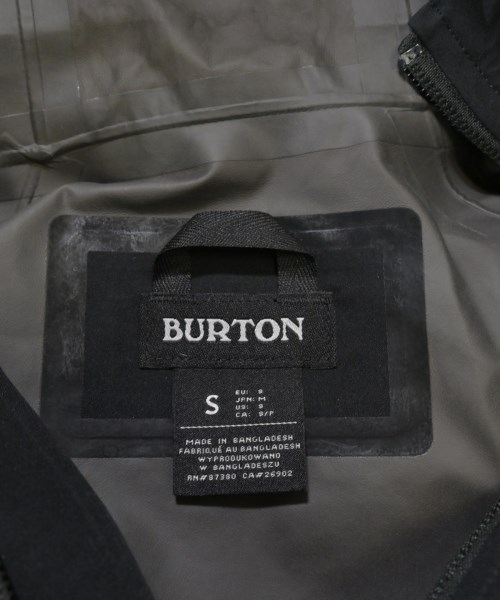 BURTON
S
EU: S
JPN: M
US: S
CA: S/P
MADE IN BANGLADESH
FABRIQUÉ AU BANGLADESH
WYPRODUKOWANO
W BANGLADESZU
RN#87380 CA#26902